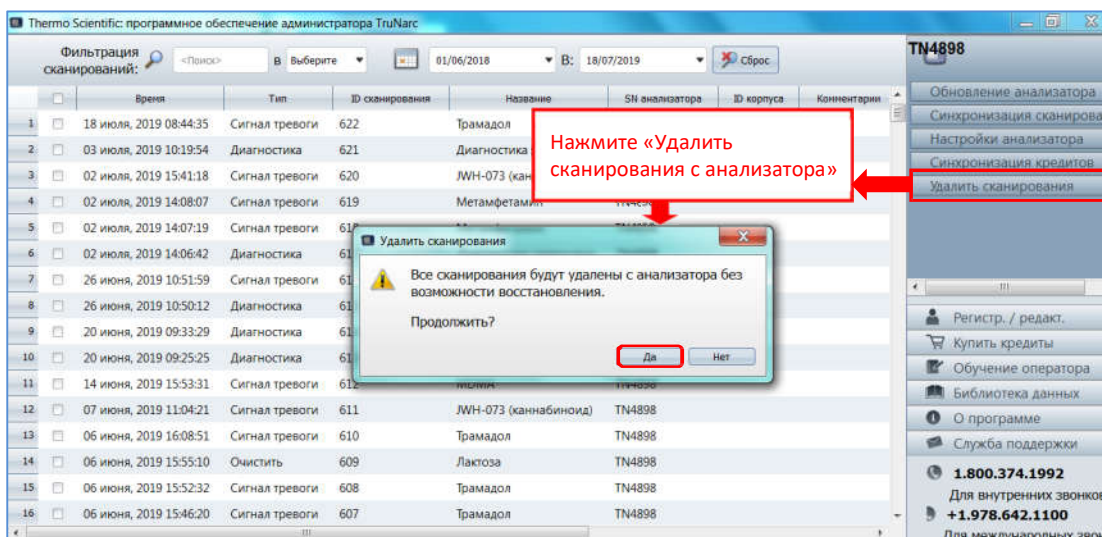 Thermo Scientific: программное обеспечение администратора TruNarc
Фильтрация сканирований: <Поиск> в Выберите 01/06/2018 В: 18/07/2019 Сброс
Время Тип ID сканирования Название SN анализатора ID корпуса Комментарии
1 18 июля, 2019 08:44:35 Сигнал тревоги 622 Трамадол
2 03 июля, 2019 10:19:54 Диагностика 621 Диагностика
3 02 июля, 2019 15:41:18 Сигнал тревоги 620 JWH-073 (кан
4 02 июля, 2019 14:08:07 Сигнал тревоги 619 Метамфетамин
5 02 июля, 2019 14:07:19 Сигнал тревоги
6 02 июля, 2019 14:06:42 Диагностика 61
7 26 июня, 2019 10:51:59 Сигнал тревоги 61
8 26 июня, 2019 10:50:12 Диагностика 61
9 20 июня, 2019 09:33:29 Диагностика 61
10 20 июня, 2019 09:25:25 Диагностика 61
11 14 июня, 2019 15:53:31 Сигнал тревоги 612 MDMA TN4898
12 07 июня, 2019 11:04:21 Сигнал тревоги 611 JWH-073 (каннабиноид) TN4898
13 06 июня, 2019 16:08:51 Сигнал тревоги 610 Трамадол TN4898
14 06 июня, 2019 15:55:10 Очистить 609 Лактоза TN4898
15 06 июня, 2019 15:52:32 Сигнал тревоги 608 Трамадол TN4898
16 06 июня, 2019 15:46:20 Сигнал тревоги 607 Трамадол TN4898
Нажмите «Удалить
сканирования с анализатора»
Удалить сканирования
Все сканирования будут удалены с анализатора без
возможности восстановления.
Продолжить?
Да Нет
TN4898
Обновление анализатора
Синхронизация сканирова
Настройки анализатора
Синхронизация кредитов
Удалить сканирования
Регистр. / редакт.
Купить кредиты
Обучение оператора
Библиотека данных
О программе
Служба поддержки
1.800.374.1992
Для внутренних звонков
+1.978.642.1100
Для международных звон